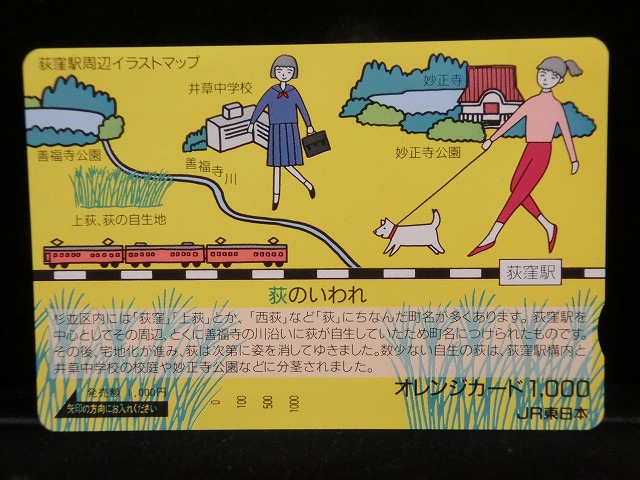 荻窪駅周辺イラストマップ
井草中学校
妙正寺
善福寺公園
善福寺川
妙正寺公園
上荻、荻の自生地
荻窪駅
荻のいわれ
杉並区内には「荻窪」、「上荻」とか、「西荻」など「荻」にちなんだ町名が多くあります。荻窪駅を
中心としてその周辺、とくに善福寺の川沿いに荻が自生していたため町名につけられたものです。
その後、宅地化が進み、荻は次第に姿を消してゆきました。数少ない自生の荻は、荻窪駅構内と
井草中学校の校庭や妙正寺公園などに分茎されました。
発売額 1,000円
矢印の方向にお入れください
0 100 500 1000
オレンジカード1,000
JR東日本